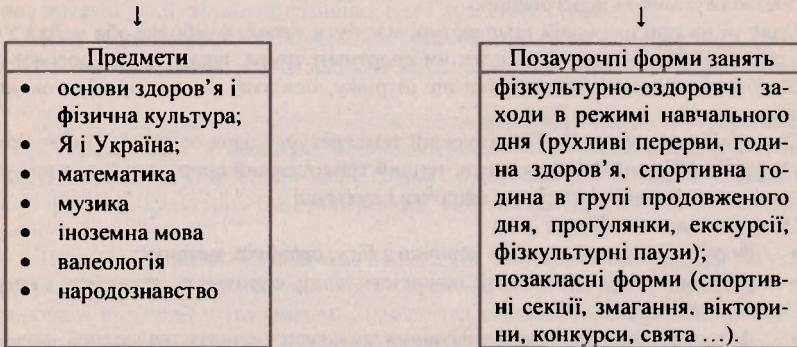 Предмети
• основи здоров’я і
фізична культура;
• Я і Україна;
• математика
• музика
• іноземна мова
• валеологія
• народознавство
Позаурочпі форми занять
фізкультурно-оздоровчі за-
ходи в режимі навчального
дня (рухливі перерви, годи-
на здоров’я, спортивна го-
дина в групі продовженого
дня, прогулянки, екскурсії,
фізкультурні паузи);
позакласні форми (спортив-
ні секції, змагання, віктори-
ни, конкурси, свята ...).